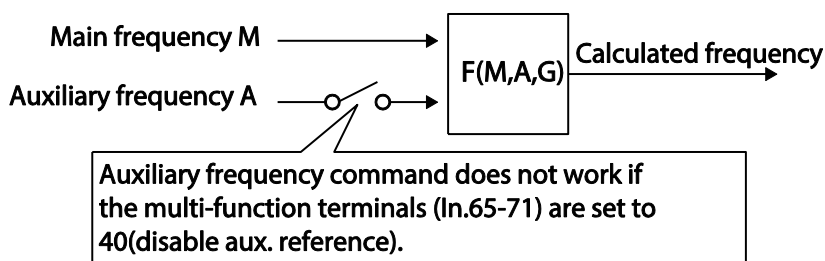 Main frequency M
Auxiliary frequency A
F(M,A,G)
Calculated frequency
Auxiliary frequency command does not work if
the multi-function terminals (In.65-71) are set to
40(disable aux. reference).